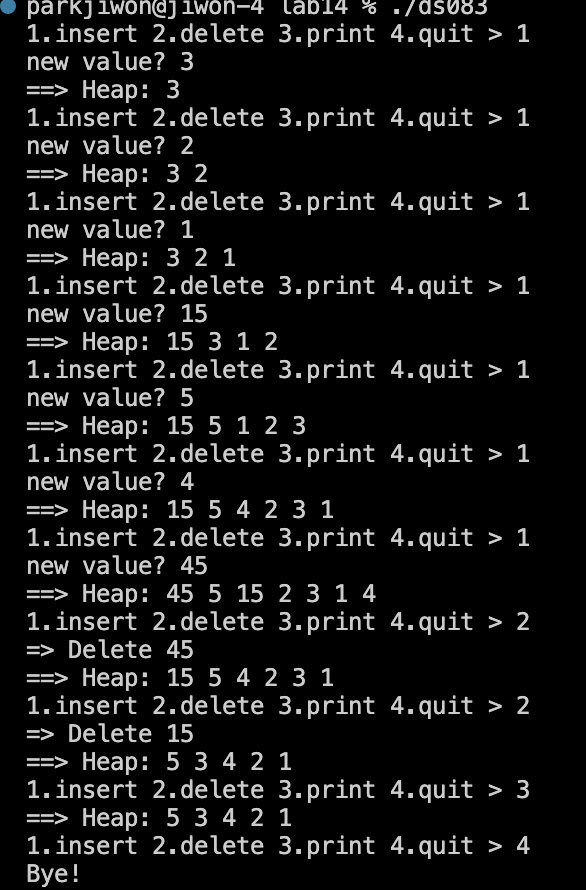 parkjiwon@jiwon-4 lab14 % ./ds083
1.insert 2.delete 3.print 4.quit > 1
new value? 3
==> Heap: 3
1.insert 2.delete 3.print 4.quit > 1
new value? 2
==> Heap: 3 2
1.insert 2.delete 3.print 4.quit > 1
new value? 1
==> Heap: 3 2 1
1.insert 2.delete 3.print 4.quit > 1
new value? 15
==> Heap: 15 3 1 2
1.insert 2.delete 3.print 4.quit > 1
new value? 5
==> Heap: 15 5 1 2 3
1.insert 2.delete 3.print 4.quit > 1
new value? 4
==> Heap: 15 5 4 2 3 1
1.insert 2.delete 3.print 4.quit > 1
new value? 45
==> Heap: 45 5 15 2 3 1 4
1.insert 2.delete 3.print 4.quit > 2
=> Delete 45
==> Heap: 15 5 4 2 3 1
1.insert 2.delete 3.print 4.quit > 2
=> Delete 15
==> Heap: 5 3 4 2 1
1.insert 2.delete 3.print 4.quit > 3
==> Heap: 5 3 4 2 1
1.insert 2.delete 3.print 4.quit > 4
Bye!